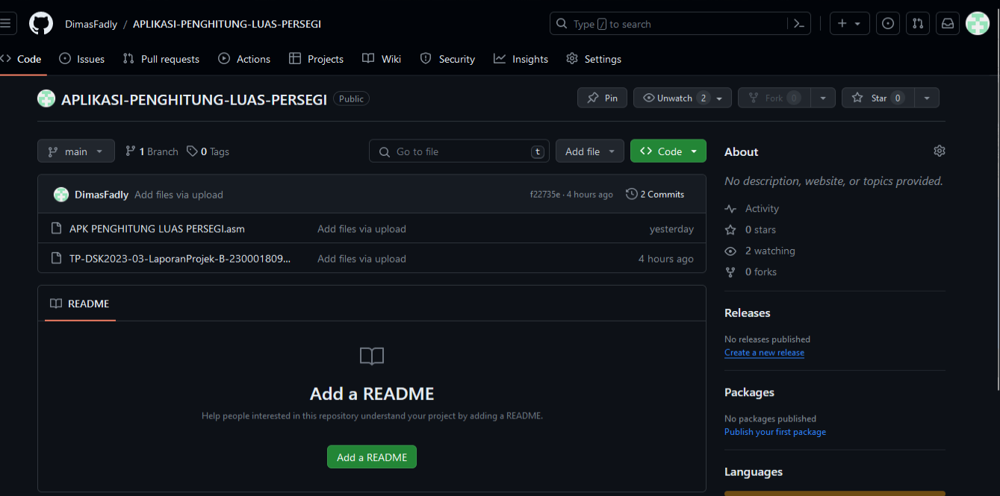 DimasFadly / APLIKASI-PENGHITUNG-LUAS-PERSEGI
Type / to search
Code Issues Pull requests Actions Projects Wiki Security Insights Settings
APLIKASI-PENGHITUNG-LUAS-PERSEGI Public
Pin Unwatch 2 Fork 0 Star 0
main 1 Branch 0 Tags Go to file t Add file Code
DimasFadly Add files via upload f22735e · 4 hours ago 2 Commits
APK PENGHITUNG LUAS PERSEGI.asm Add files via upload yesterday
TP-DSK2023-03-LaporanProjek-B-230001809... Add files via upload 4 hours ago
README
Add a README
Help people interested in this repository understand your project by adding a README.
Add a README
About
No description, website, or topics provided.
Activity
0 stars
2 watching
0 forks
Releases
No releases published
Create a new release
Packages
No packages published
Publish your first package
Languages